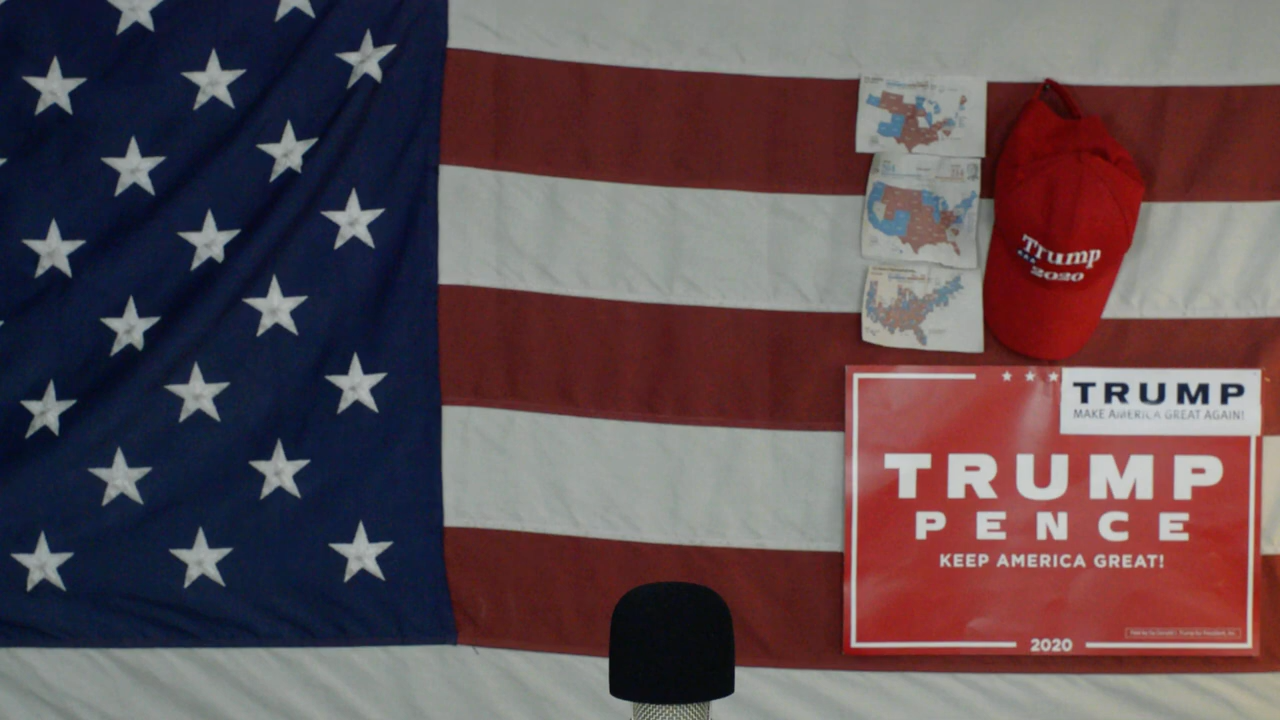 Trump
2020
TRUMP
MAKE AMERICA GREAT AGAIN!
TRUMP
PENCE
KEEP AMERICA GREAT!
2020